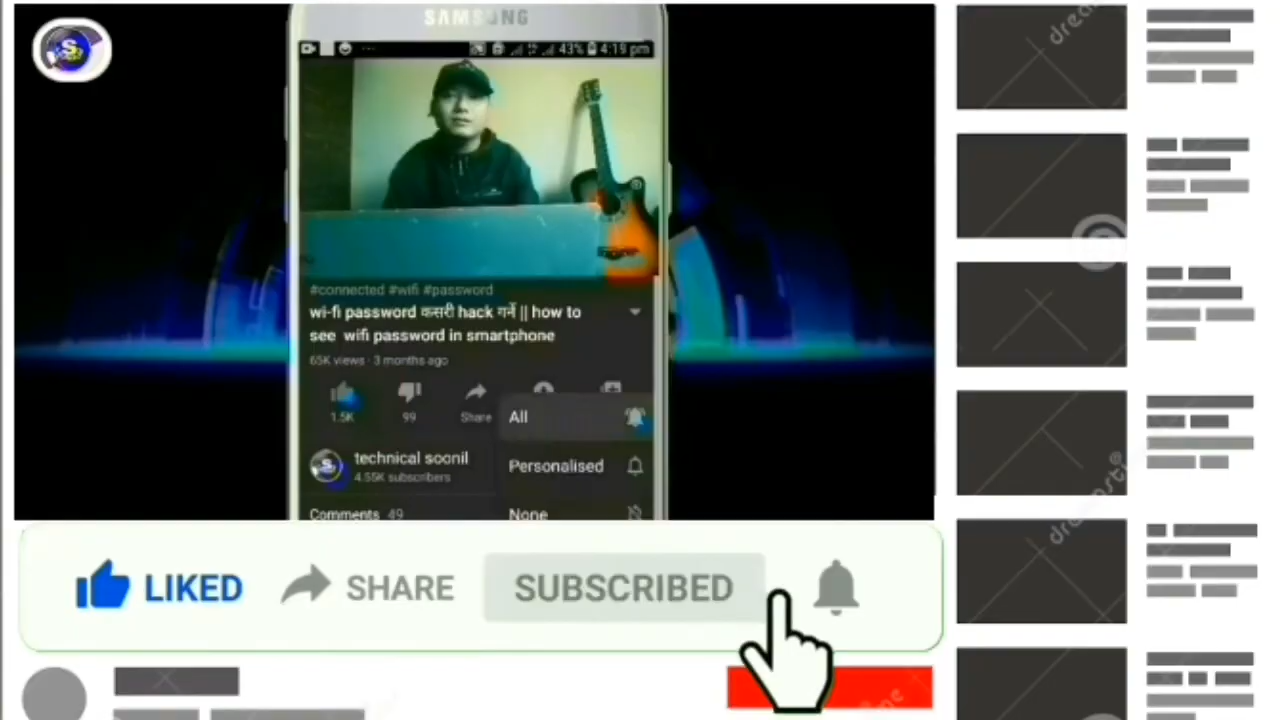 SAMSUNG
43% 4:19 pm
#connected #wifi #password
wi-fi password कसरी hack गर्ने || how to
see wifi password in smartphone
65K views · 3 months ago
1.5K 99 Share
All
technical soonil
4.55K subscribers
Personalised
Comments 49
None
LIKED SHARE SUBSCRIBED
S